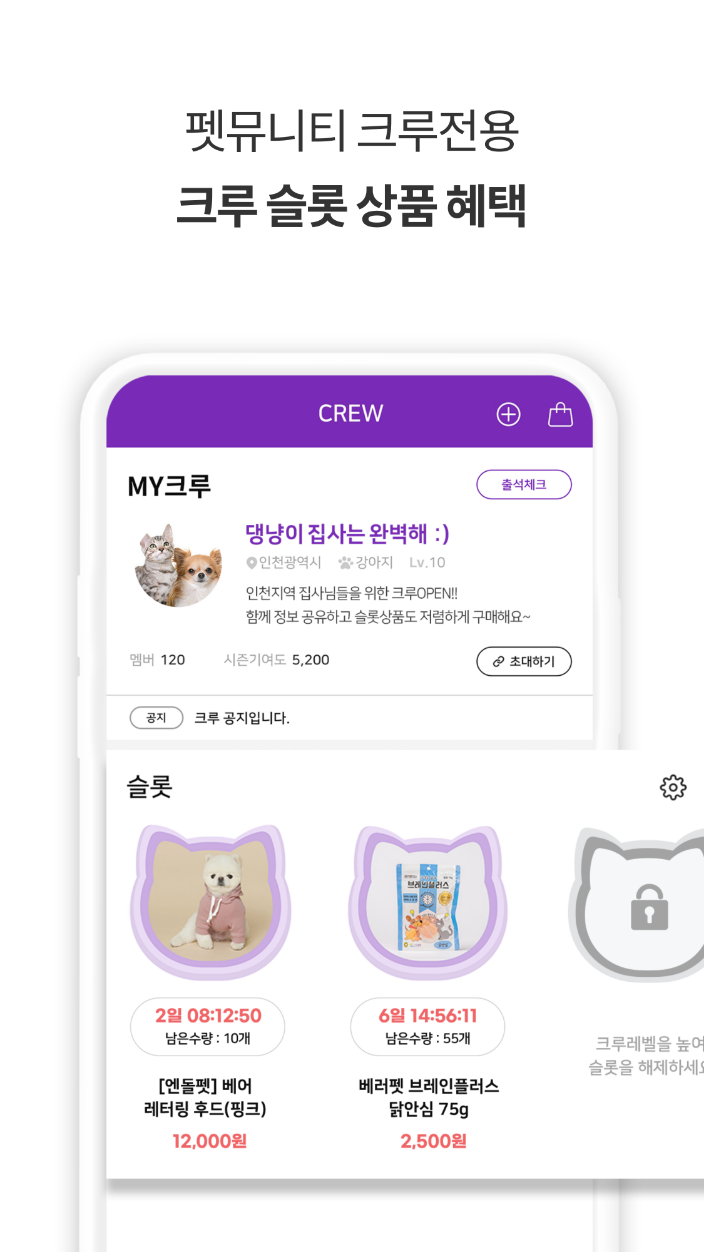 펫뮤니티 크루전용
크루 슬롯 상품 혜택
CREW
MY크루
출석체크
댕냥이 집사는 완벽해 :)
인천광역시 강아지 Lv.10
인천지역 집사님들을 위한 크루OPEN!!
함께 정보 공유하고 슬롯상품도 저렴하게 구매해요~
멤버 120 시즌기여도 5,200
초대하기
공지 크루 공지입니다.
슬롯
브레인플러스
2일 08:12:50
남은수량 : 10개
[엔돌펫] 베어
레터링 후드(핑크)
12,000원
6일 14:56:11
남은수량 : 55개
베러펫 브레인플러스
닭안심 75g
2,500원
크루레벨을 높여
슬롯을 해제하세요